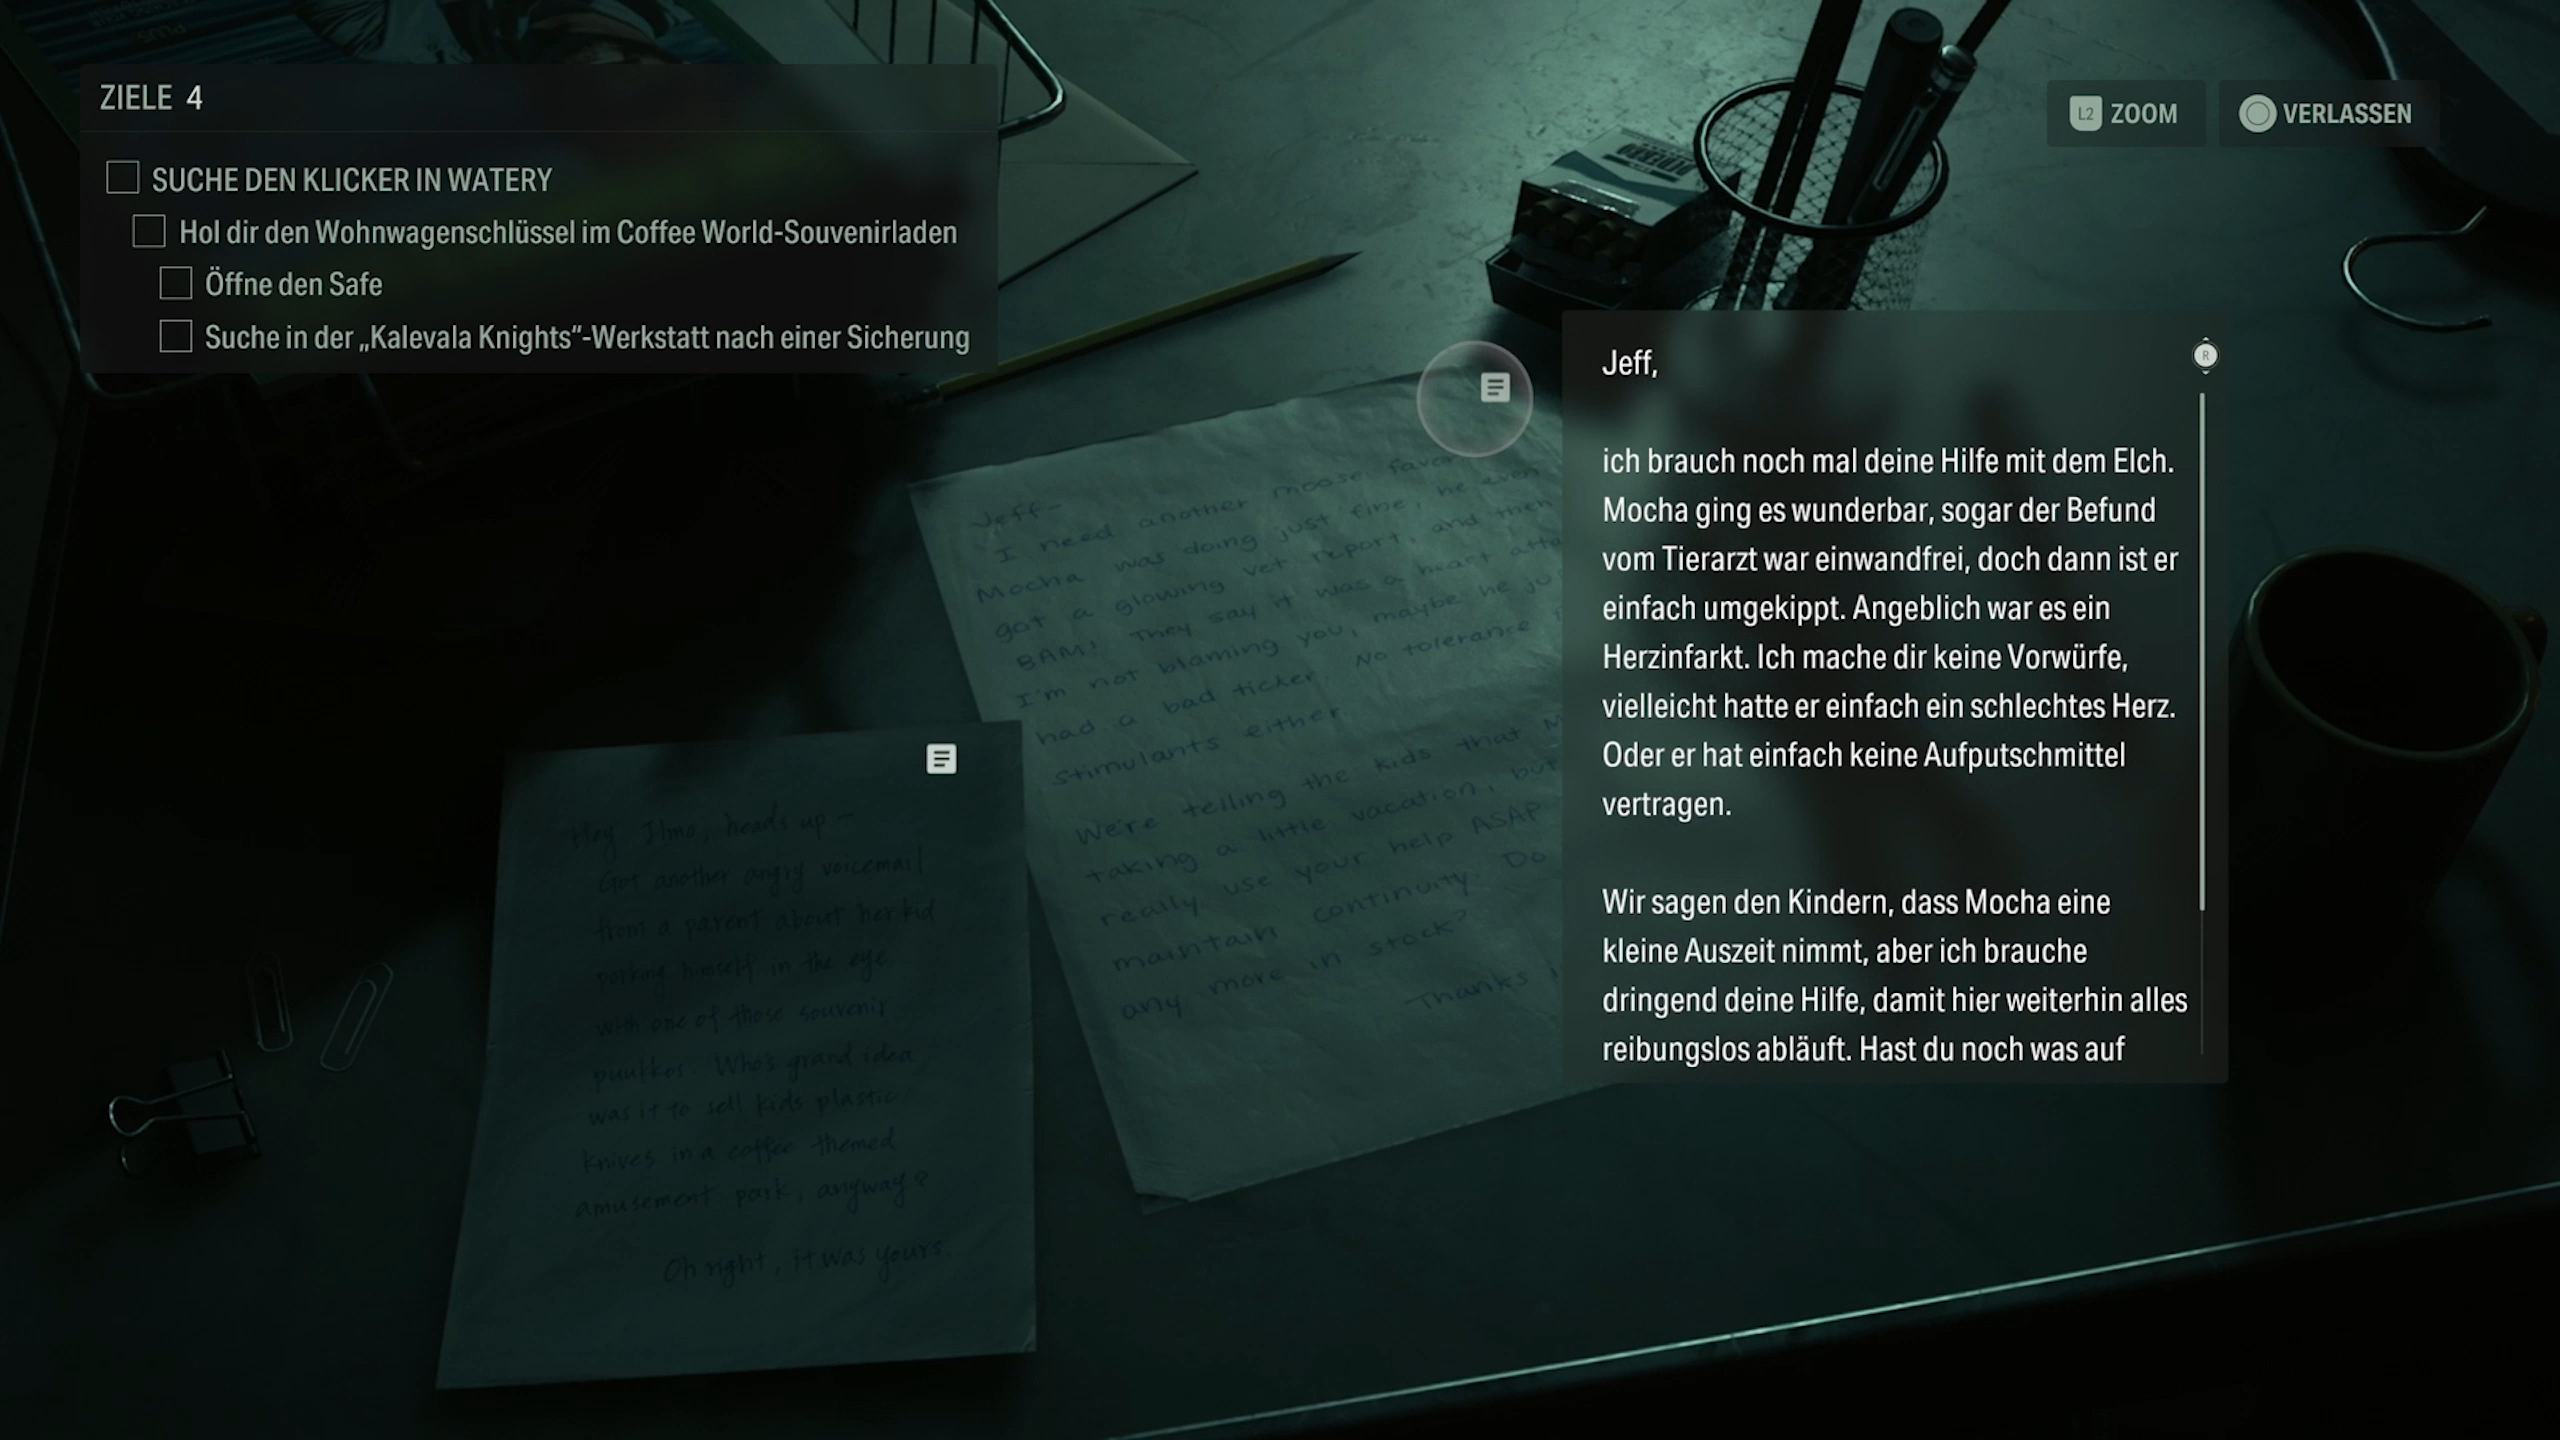 ZIELE 4
SUCHE DEN KLICKER IN WATERY
Hol dir den Wohnwagenschlüssel im Coffee World-Souvenirladen
Öffne den Safe
Suche in der „Kalevala Knights“-Werkstatt nach einer Sicherung
L2 ZOOM
VERLASSEN
Jeff,
R
ich brauch noch mal deine Hilfe mit dem Elch.
Mocha ging es wunderbar, sogar der Befund
vom Tierarzt war einwandfrei, doch dann ist er
einfach umgekippt. Angeblich war es ein
Herzinfarkt. Ich mache dir keine Vorwürfe,
vielleicht hatte er einfach ein schlechtes Herz.
Oder er hat einfach keine Aufputschmittel
vertragen.
Wir sagen den Kindern, dass Mocha eine
kleine Auszeit nimmt, aber ich brauche
dringend deine Hilfe, damit hier weiterhin alles
reibungslos abläuft. Hast du noch was auf
Jeff-
I need another moose
Mocha was doing just fine, he even
got a glowing vet report, and then
BAM! They say it was a heart
I'm not blaming you, maybe he
had a bad ticker. No tolerance
stimulants either.
We're telling the kids that
taking a little vacation, but
really use your help ASAP
maintain continuity. Do
any more in stock?
Thanks
Hey Ilmo, heads up -
Got another angry voicemail
from a parent about her kid
poking himself in the eye
with one of those souvenir
puukkos. Who's grand idea
was it to sell kids plastic
knives in a coffee themed
amusement park, anyway?
Oh right, it was yours.
PLUS